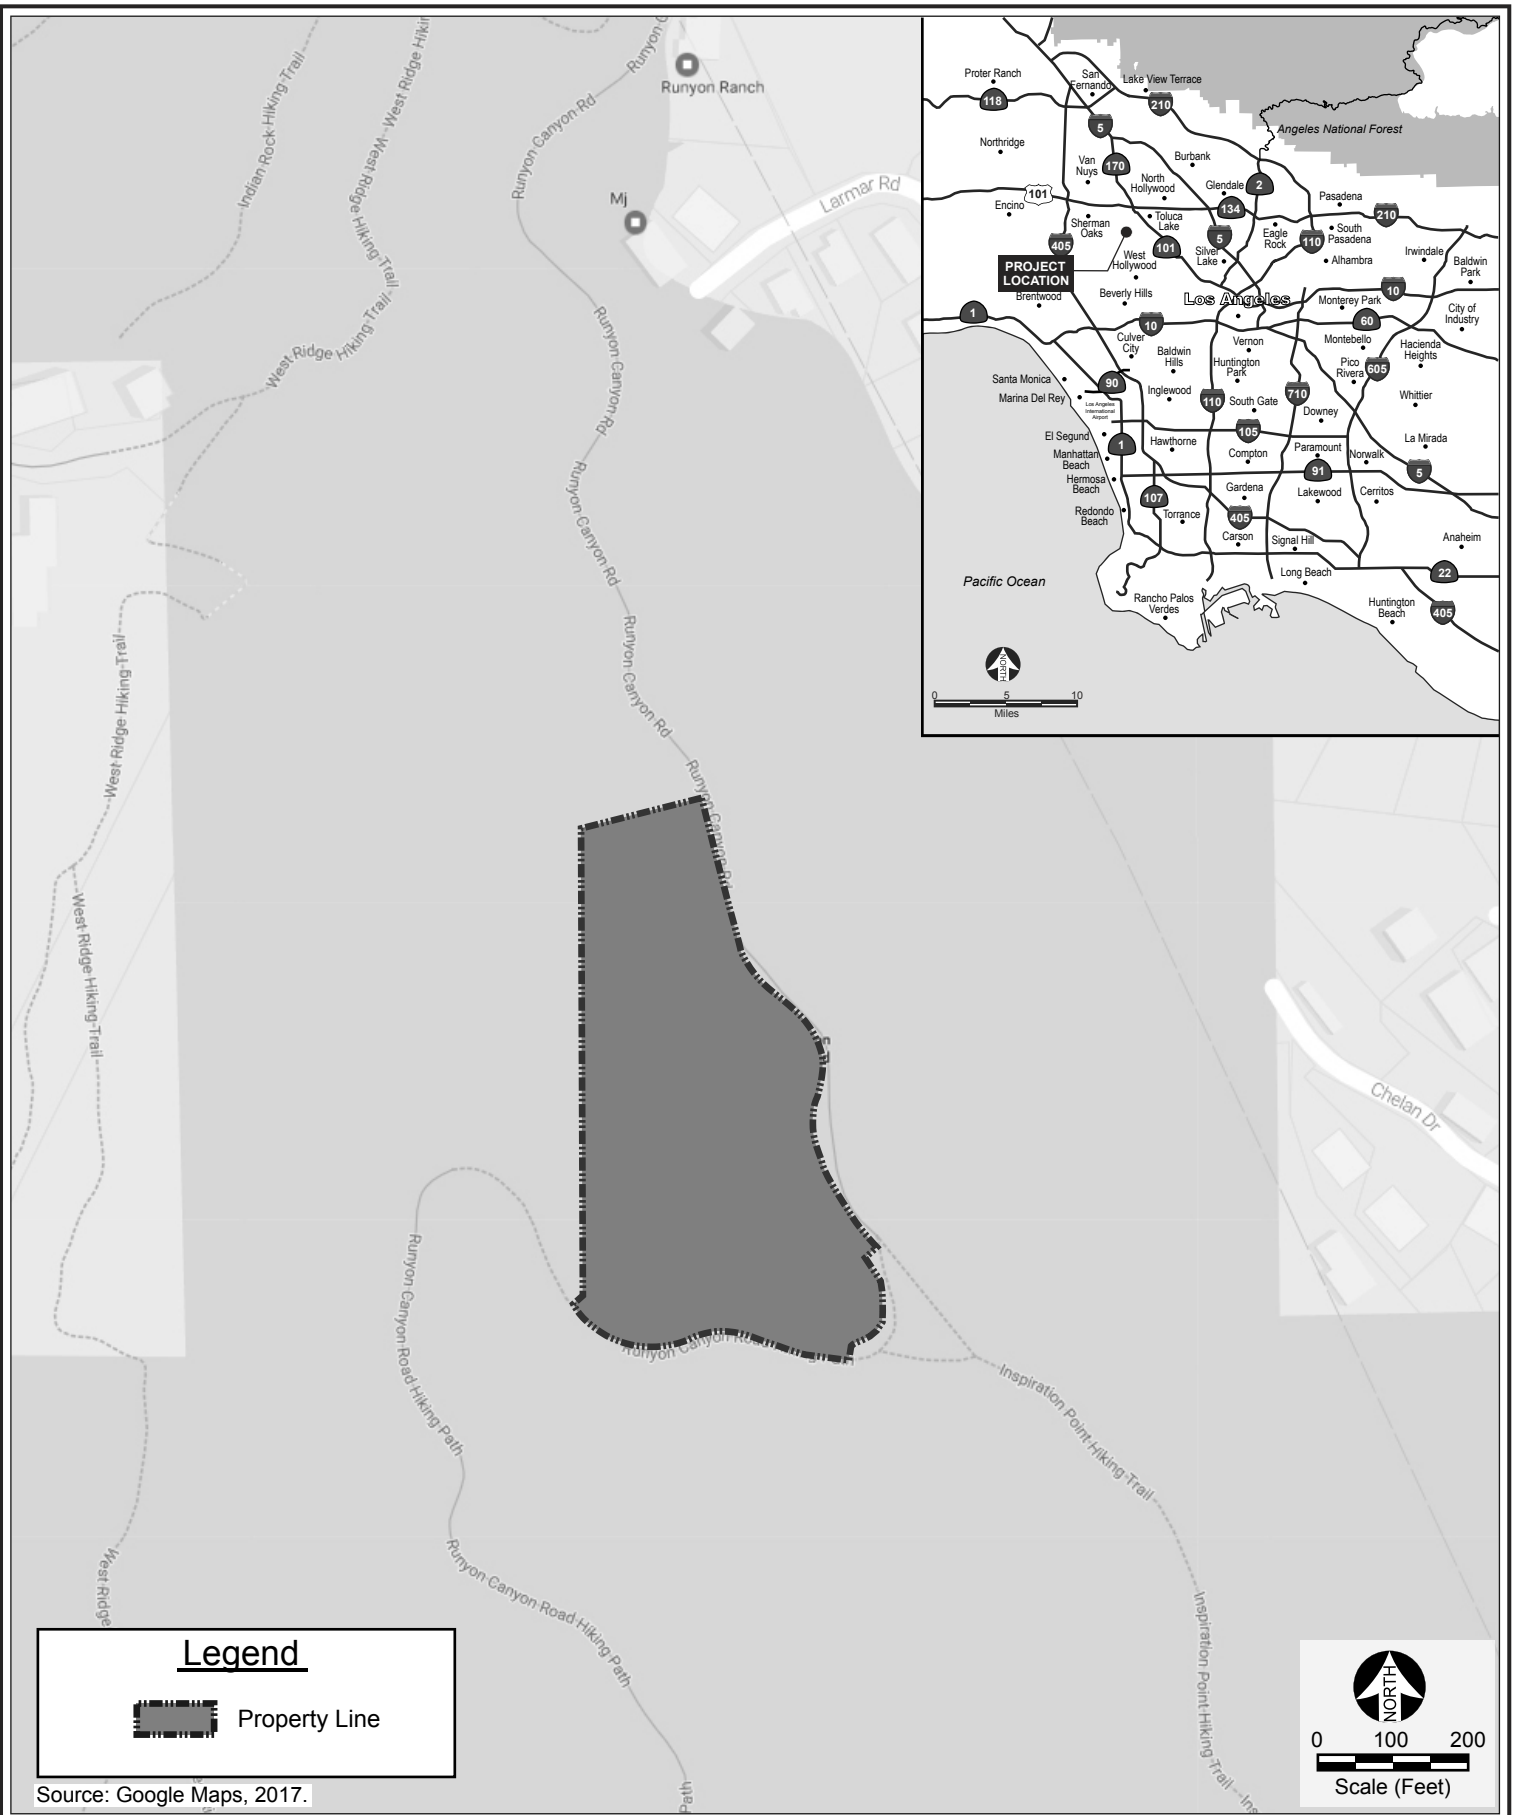 Indian Rock Hiking Trail
West Ridge Hiking Trail
West Ridge Hiking Trail
West Ridge Hiking Trail
Runyon Canyon Rd
Runyon Ranch
Mj
Larmar Rd
Runyon Canyon Rd
Runyon Canyon Rd
Runyon Canyon Rd
Runyon Canyon Rd
West Ridge Hiking Trail
West Ridge Hiking Trail
Chelan Dr
Runyon Canyon Road Hiking Path
Runyon Canyon Road Hiking Path
Inspiration Point Hiking Trail
Inspiration Point Hiking Trail
West Ridge
Path
Proter Ranch
118
San
Fernando
Lake View Terrace
210
5
Angeles National Forest
Northridge
Van
Nuys
170
Burbank
North
Hollywood
Glendale
2
101
134
Pasadena
210
Encino
Sherman
Oaks
Toluca
Lake
405
101
5
Silver
Lake
Eagle
Rock
110
South
Pasadena
Alhambra
Irwindale
Baldwin
Park
PROJECT
LOCATION
West
Hollywood
Brentwood
Beverly Hills
Los Angeles
Monterey Park
10
City of
Industry
1
10
60
Culver
City
Baldwin
Hills
Vernon
Huntington
Park
Montebello
Pico
Rivera
605
Hacienda
Heights
Santa Monica
Marina Del Rey
90
Los Angeles
International
Airport
Inglewood
110
South Gate
710
Downey
Whittier
El Segund
1
Hawthorne
105
Compton
Paramount
Norwalk
La Mirada
Manhattan
Beach
Hermosa
Beach
91
5
Redondo
Beach
107
Torrance
Gardena
Lakewood
Cerritos
405
Carson
Signal Hill
Anaheim
Long Beach
22
Pacific Ocean
Rancho Palos
Verdes
Huntington
Beach
405
NORTH
0 5 10
Miles
Legend
Property Line
Source: Google Maps, 2017.
NORTH
0 100 200
Scale (Feet)